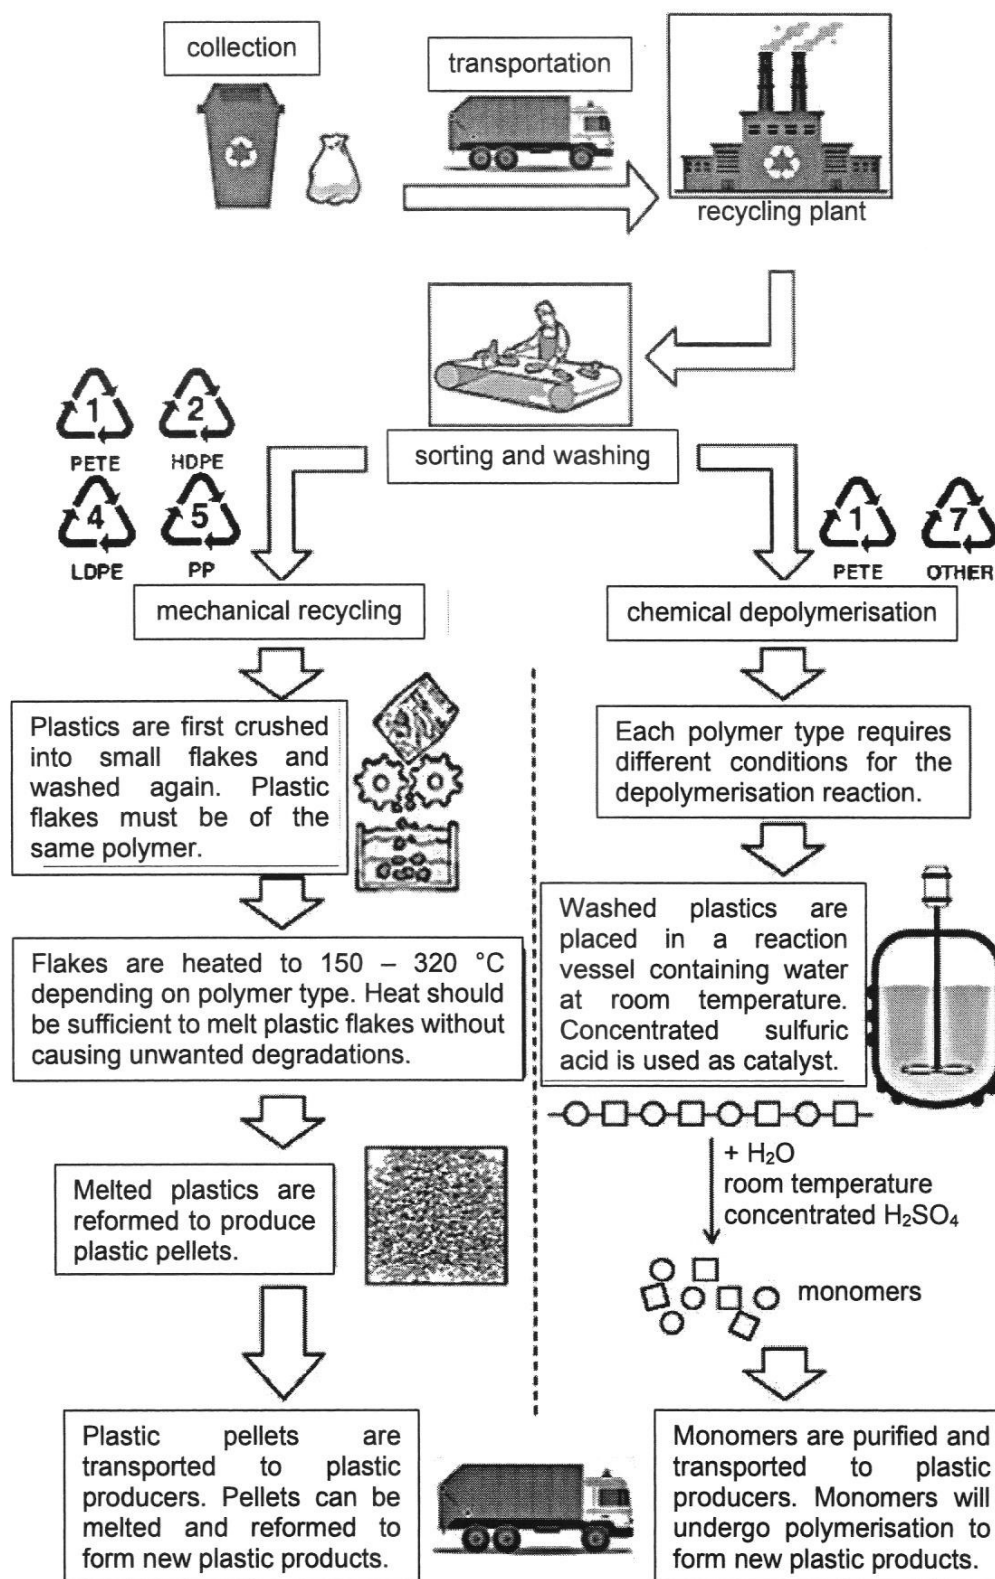 collection
transportation
recycling plant
sorting and washing
1
PETE
2
HDPE
4
LDPE
5
PP
1
PETE
7
OTHER
mechanical recycling
chemical depolymerisation
Plastics are first crushed
into small flakes and
washed again. Plastic
flakes must be of the
same polymer.
Each polymer type requires
different conditions for the
depolymerisation reaction.
Flakes are heated to 150 – 320 °C
depending on polymer type. Heat should
be sufficient to melt plastic flakes without
causing unwanted degradations.
Washed plastics are
placed in a reaction
vessel containing water
at room temperature.
Concentrated sulfuric
acid is used as catalyst.
+ H₂O
room temperature
concentrated H₂SO₄
monomers
Melted plastics are
reformed to produce
plastic pellets.
Plastic pellets are
transported to plastic
producers. Pellets can be
melted and reformed to
form new plastic products.
Monomers are purified and
transported to plastic
producers. Monomers will
undergo polymerisation to
form new plastic products.